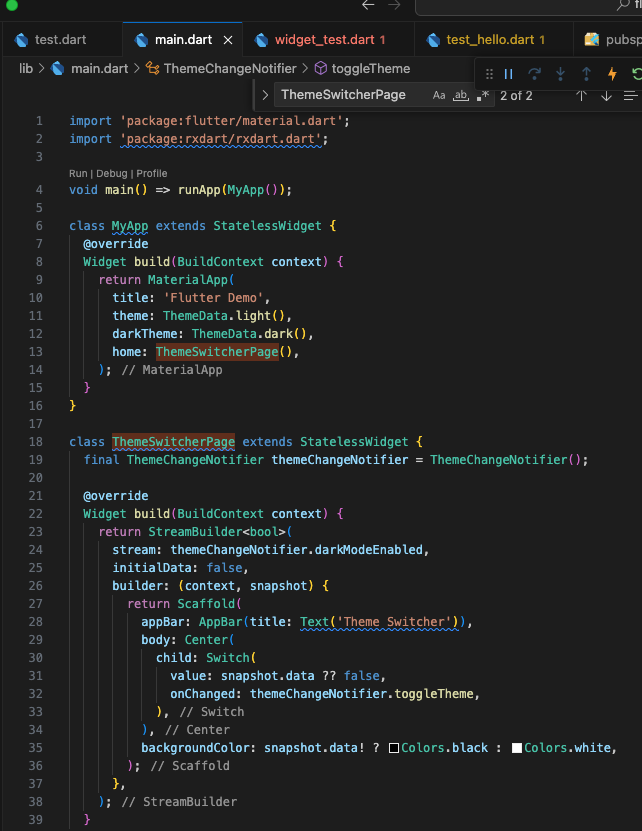 test.dart main.dart widget_test.dart 1 test_hello.dart 1
lib > main.dart > ThemeChangeNotifier > toggleTheme
ThemeSwitcherPage Aa ab .* 2 of 2
1 import 'package:flutter/material.dart';
2 import 'package:rxdart/rxdart.dart';
3
Run | Debug | Profile
4 void main() => runApp(MyApp());
5
6 class MyApp extends StatelessWidget {
7 @override
8 Widget build(BuildContext context) {
9 return MaterialApp(
10 title: 'Flutter Demo',
11 theme: ThemeData.light(),
12 darkTheme: ThemeData.dark(),
13 home: ThemeSwitcherPage(),
14 ); // MaterialApp
15 }
16 }
17
18 class ThemeSwitcherPage extends StatelessWidget {
19 final ThemeChangeNotifier themeChangeNotifier = ThemeChangeNotifier();
20
21 @override
22 Widget build(BuildContext context) {
23 return StreamBuilder<bool>(
24 stream: themeChangeNotifier.darkModeEnabled,
25 initialData: false,
26 builder: (context, snapshot) {
27 return Scaffold(
28 appBar: AppBar(title: Text('Theme Switcher')),
29 body: Center(
30 child: Switch(
31 value: snapshot.data ?? false,
32 onChanged: themeChangeNotifier.toggleTheme,
33 ), // Switch
34 ), // Center
35 backgroundColor: snapshot.data! ? Colors.black : Colors.white,
36 ); // Scaffold
37 },
38 ); // StreamBuilder
39 }